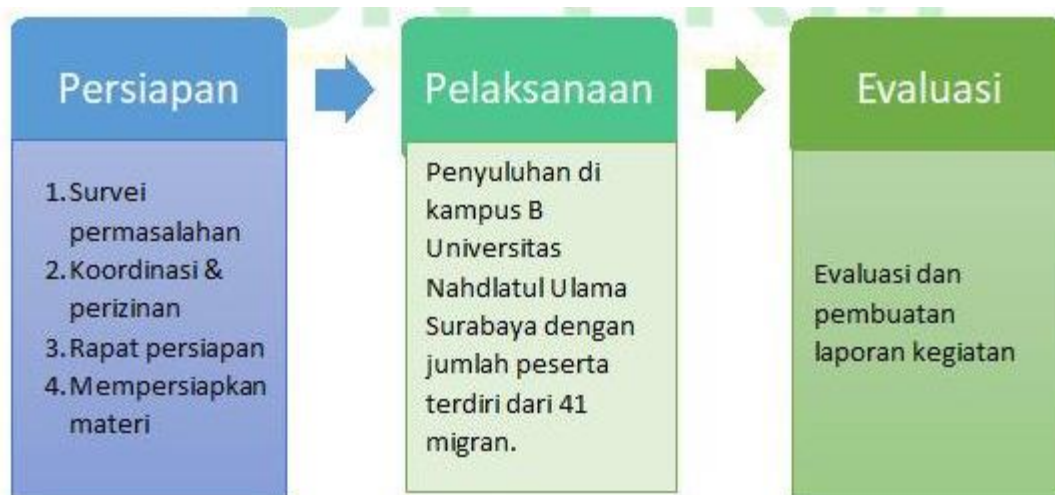 Persiapan
1. Survei
permasalahan
2. Koordinasi &
perizinan
3. Rapat persiapan
4. Mempersiapkan
materi
Pelaksanaan
Penyuluhan di
kampus B
Universitas
Nahdlatul Ulama
Surabaya dengan
jumlah peserta
terdiri dari 41
migran.
Evaluasi
Evaluasi dan
pembuatan
laporan kegiatan